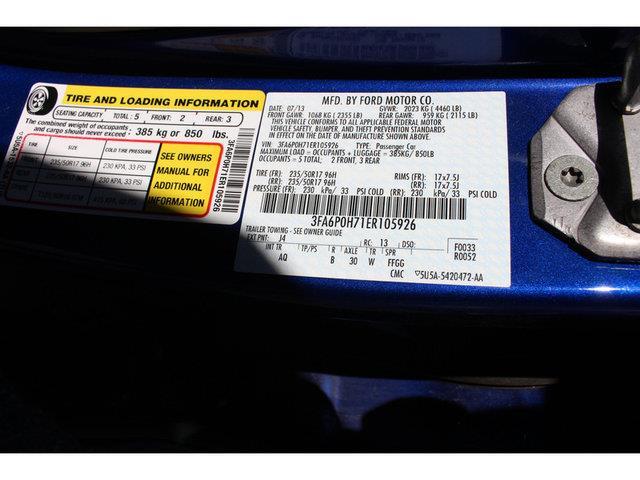 TIRE AND LOADING INFORMATION
SEATING CAPACITY TOTAL: 5 FRONT: 2 REAR: 3
The combined weight of occupants and cargo should never exceed: 385 kg or 850 lbs.
TIRE SIZE COLD TIRE PRESSURE
235/50R17 96H 230 KPA, 33 PSI
235/50R17 96H 230 KPA, 33 PSI
SEE OWNERS
MANUAL FOR
ADDITIONAL
INFORMATION
3FA6P0H71ER105926
MFD. BY FORD MOTOR CO.
DATE: 07/13 GVWR: 2023 KG ( 4460 LB)
FRONT GAWR: 1068 KG ( 2355 LB) REAR GAWR: 959 KG ( 2115 LB)
THIS VEHICLE CONFORMS TO ALL APPLICABLE FEDERAL MOTOR
VEHICLE SAFETY, BUMPER, AND THEFT PREVENTION STANDARDS
IN EFFECT ON THE DATE OF MANUFACTURE SHOWN ABOVE.
VIN: 3FA6P0H71ER105926 TYPE: Passenger Car
MAXIMUM LOAD = OCCUPANTS + LUGGAGE = 385KG/ 850LB
OCCUPANTS = 5 TOTAL 2 FRONT, 3 REAR
TIRE (FR): 235/50R17 96H RIMS (FR): 17x7.5J
(RR): 235/50R17 96H (RR): 17x7.5J
PRESSURE (FR): 230 kPa/ 33 PSI COLD (RR): 230 kPa/ 33 PSI COLD
3FA6P0H71ER105926
TRAILER TOWING - SEE OWNER GUIDE
EXT PNT: J4 RC: 13 DSO: F0033
INT TR TP/PS R AXLE TR SPR R0052
AQ B 30 W FFGG
CMC 5U5A-5420472-AA